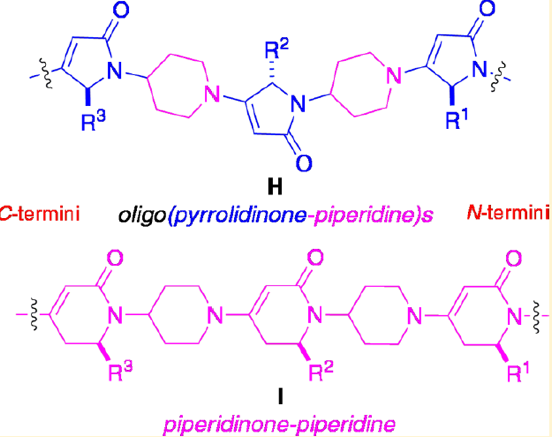 O
R²
O
N
N
N
N
N
R³
R¹
O
H
C-termini oligo(pyrrolidinone-piperidine)s N-termini
O
O
O
N
N
N
N
N
R³
R²
R¹
I
piperidinone-piperidine